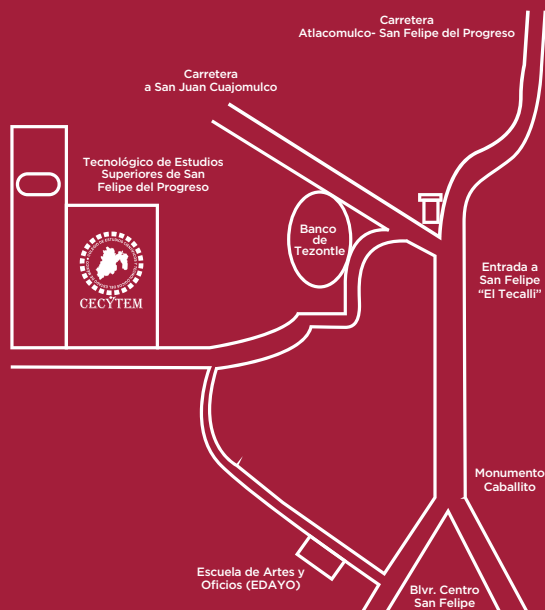 Carretera
Atlacomulco- San Felipe del Progreso
Carretera
a San Juan Cuajomulco
Tecnológico de Estudios
Superiores de San
Felipe del Progreso
Banco
de
Tezontle
CECyTEM
Entrada a
San Felipe
“El Tecalli”
Monumento
Caballito
Escuela de Artes y
Oficios (EDAYO)
Blvr. Centro
San Felipe